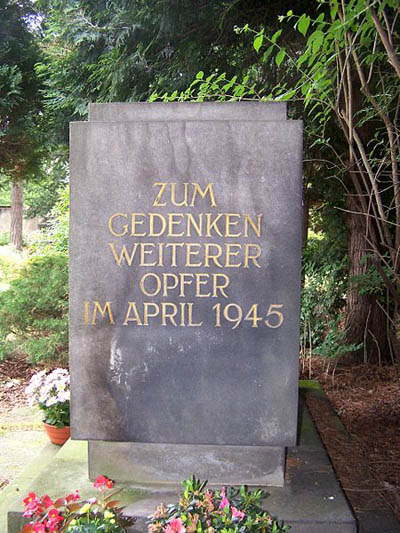 ZUM
GEDENKEN
WEITERER
OPFER
IM APRIL 1945